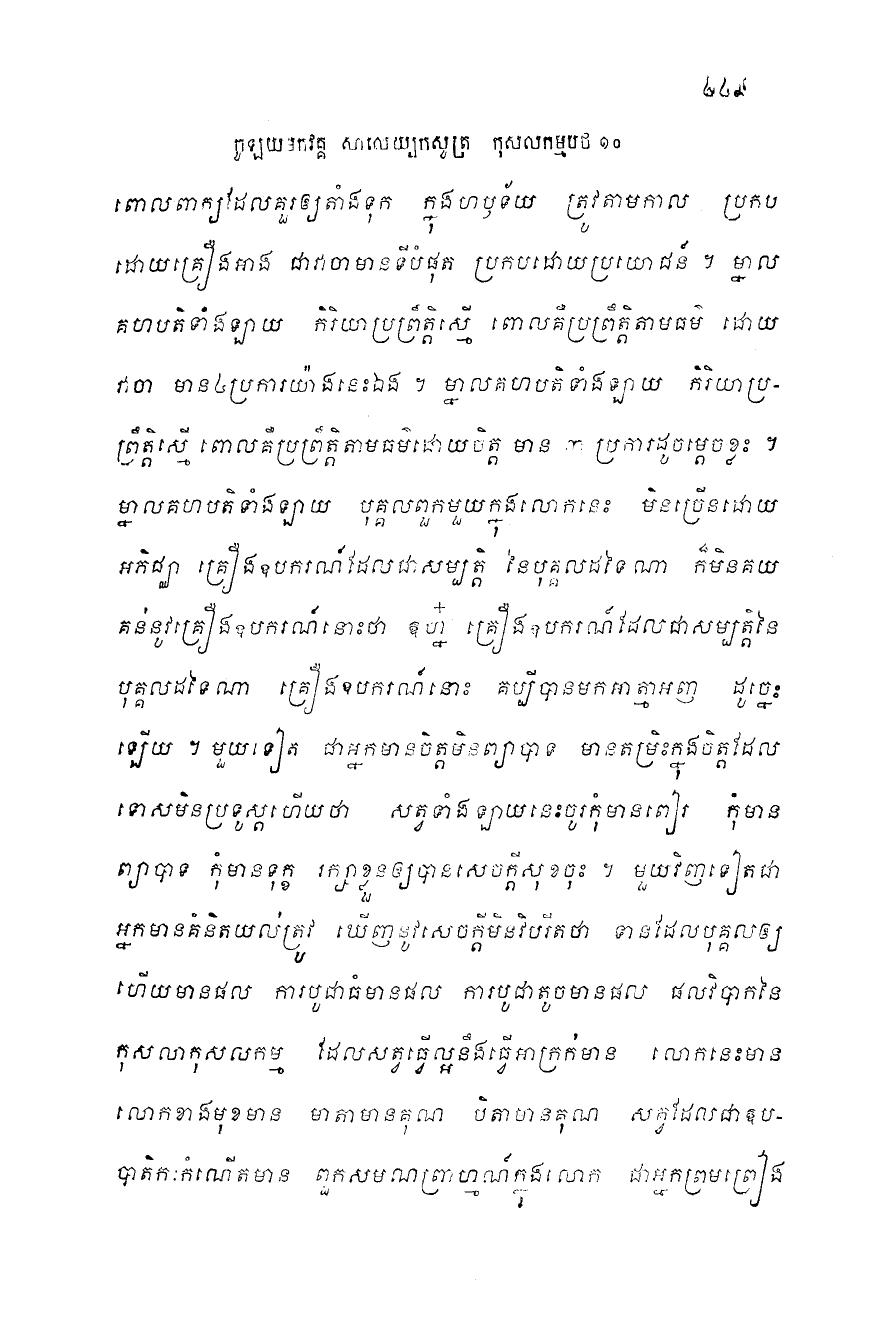 ៤៤៩
ចូឡយមកវគ្គ សាលេយ្យកសូត្រ កុសលកម្មបថ ១០
ពោលពាក្យដែលគួរឲ្យតាំងទុក ក្នុងហឫទ័យ ត្រូវតាមកាល ប្រកប
ដោយគ្រឿងអាង ជាវាចាមានទីបំផុត ប្រកបដោយប្រយោជន៍ ។ ម្នាល
គហបតិទាំងឡាយ កិរិយាប្រព្រឹត្តិស្មើ ពោលគឺប្រព្រឹត្តិតាមធម៌ ដោយ
វាចា មាន៤ប្រការយ៉ាងនេះឯង ។ ម្នាលគហបតិទាំងឡាយ កិរិយាប្រ-
ព្រឹត្តិស្មើ ពោលគឺប្រព្រឹត្តិតាមធម៌ដោយចិត្ត មាន ៣ ប្រការដូចម្តេចខ្លះ ។
ម្នាលគហបតិទាំងឡាយ បុគ្គលពួកមួយក្នុងលោកនេះ មិនច្រើនដោយ
អភិជ្ឈា គ្រឿងឧបករណ៍ដែលជាសម្បត្តិ នៃបុគ្គលដទៃណា ក៏មិនគយ
គន់នូវគ្រឿងឧបករណ៍នោះថា ឱហ្ន៎ គ្រឿងឧបករណ៍ដែលជាសម្បត្តិនៃ
បុគ្គលដទៃណា គ្រឿងឧបករណ៍នោះ គប្បីបានមកអាត្មាអញ ដូច្នេះ
ឡើយ ។ មួយទៀត ជាអ្នកមានចិត្តមិនព្យាបាទ មានតម្រិះក្នុងចិត្តដែល
ទោសមិនប្រទូស្តហើយថា សត្វទាំងឡាយនេះចូរកុំមានពៀរ កុំមាន
ព្យាបាទ កុំមានទុក្ខ រក្សាខ្លួនឲ្យបានសេចក្តីសុខចុះ ។ មួយវិញទៀតជា
អ្នកមានគំនិតយល់ត្រូវ ឃើញនូវសេចក្តីមិនវិបរីតថា ទានដែលបុគ្គលឲ្យ
ហើយមានផល ការបូជាធំមានផល ការបូជាតូចមានផល ផលវិបាកនៃ
កុសលាកុសលកម្ម ដែលសត្វធ្វើល្អនឹងធ្វើអាក្រក់មាន លោកនេះមាន
លោកខាងមុខមាន មាតាមានគុណ បិតាមានគុណ សត្វដែលជាឱប-
បាតិកៈកំណើតមាន ពួកសមណព្រាហ្មណ៍ក្នុងលោក ជាអ្នកព្រមព្រៀង